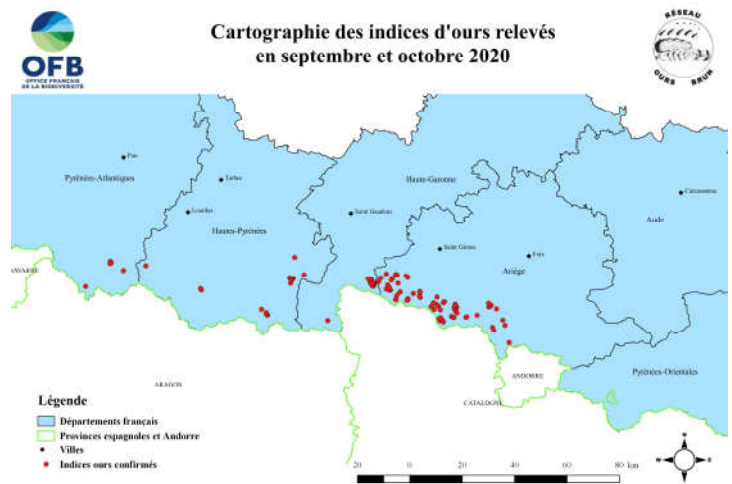 Cartographie des indices d'ours relevés
en septembre et octobre 2020
OFB
OFFICE FRANÇAIS
DE LA BIODIVERSITÉ
RÉSEAU
OURS BRUN
Pau
Pyrénées-Atlantiques
Tarbes
Lourdes
Hautes-Pyrénées
Haute-Garonne
Saint Gaudens
Saint Girons
Foix
Ariège
Carcassonne
Aude
NAVARRE
ARAGON
ANDORRE
CATALOGNE
Pyrénées-Orientales
Légende
Départements français
Provinces espagnoles et Andorre
Villes
Indices ours confirmés
20 10 0 20 40 60 80 km
N
W E
S